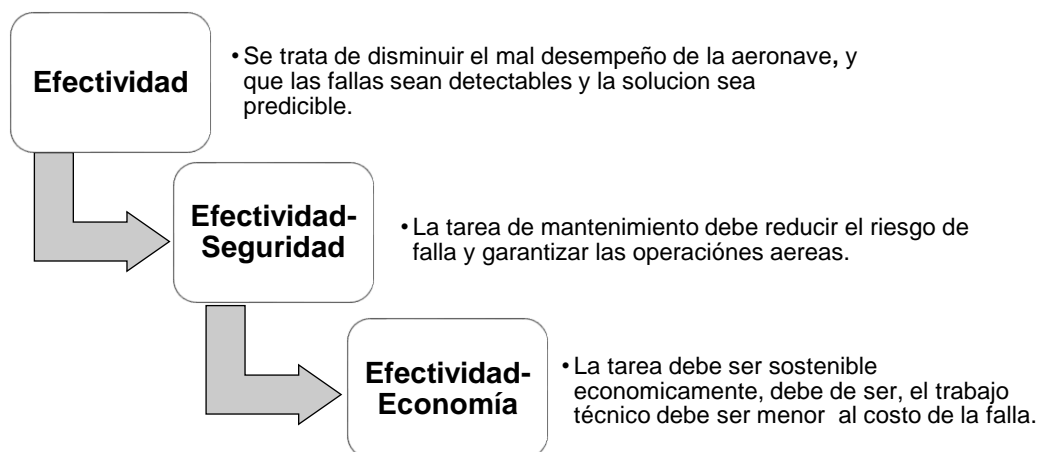 Efectividad
• Se trata de disminuir el mal desempeño de la aeronave, y
que las fallas sean detectables y la solucion sea
predicible.
Efectividad-
Seguridad
• La tarea de mantenimiento debe reducir el riesgo de
falla y garantizar las operaciónes aereas.
Efectividad-
Economía
• La tarea debe ser sostenible
economicamente, debe de ser, el trabajo
técnico debe ser menor al costo de la falla.